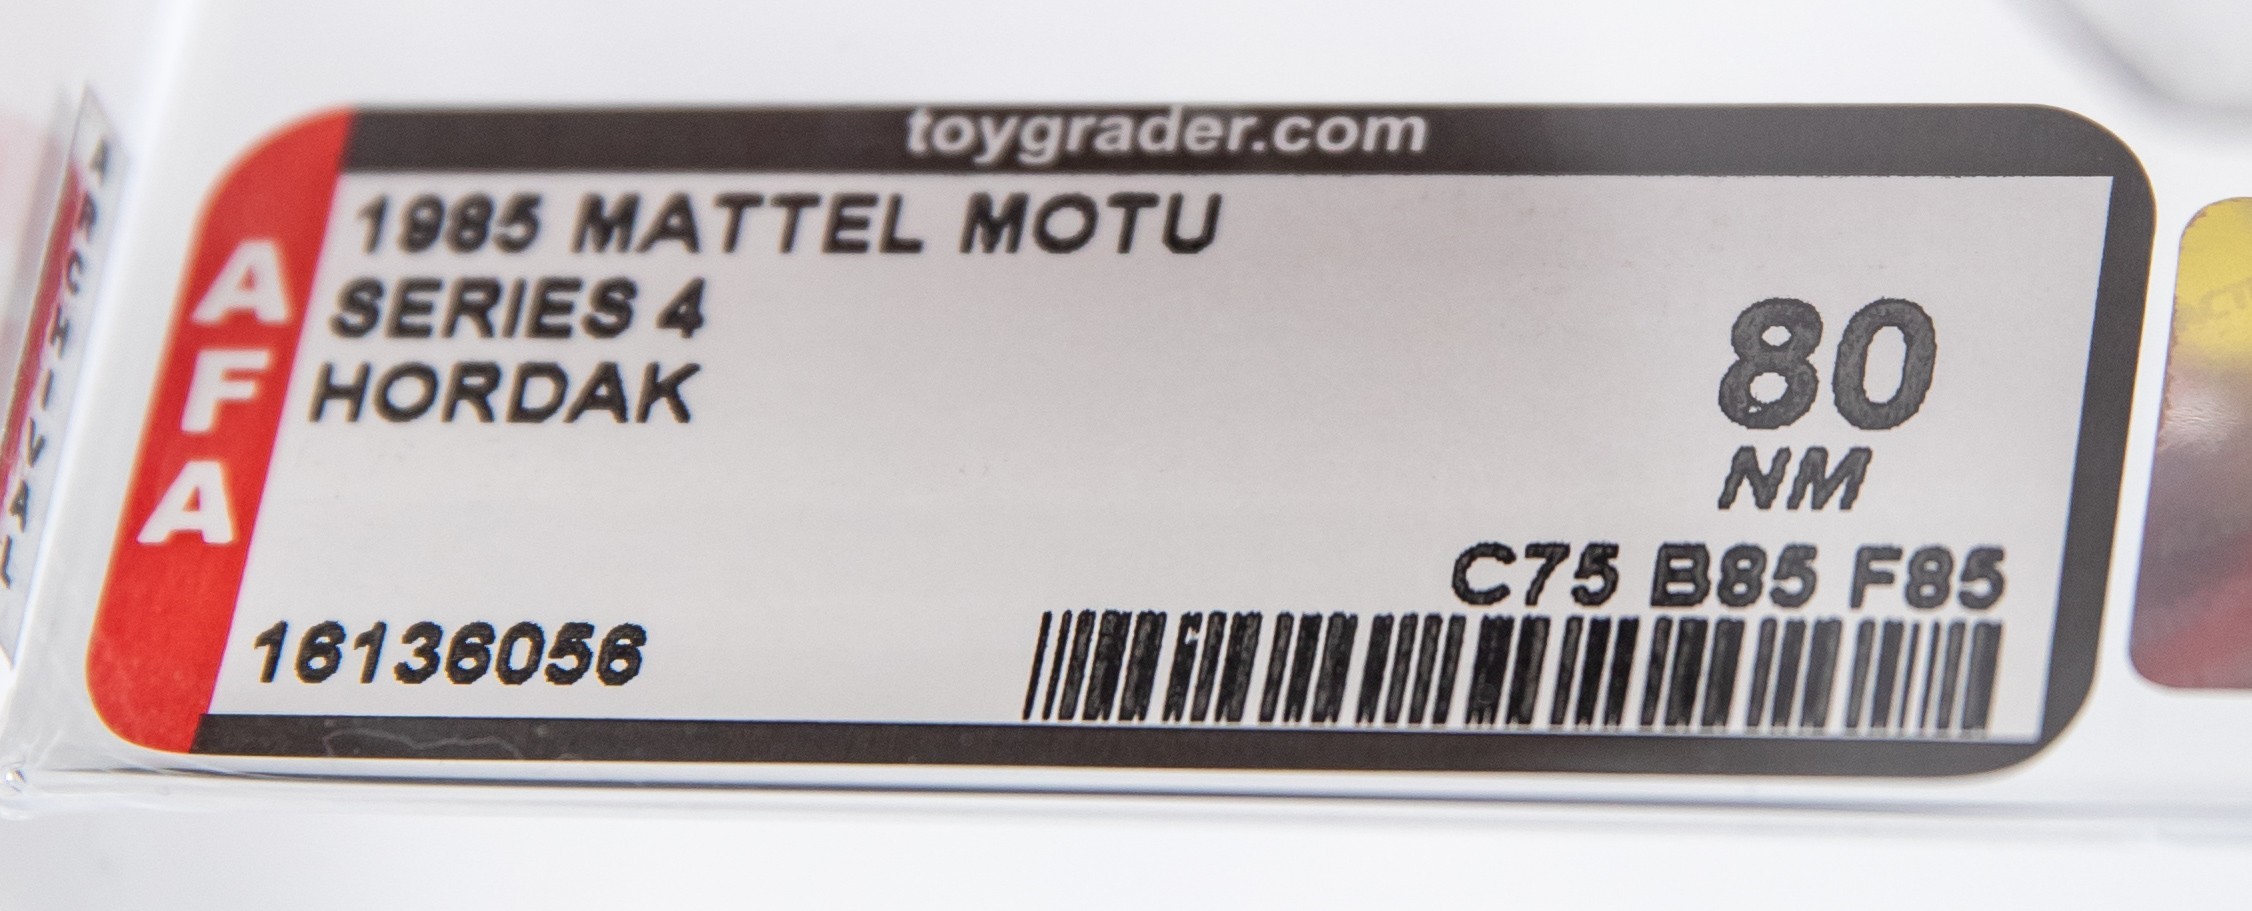 ARCHIVAL
toygrader.com
AFA
1985 MATTEL MOTU
SERIES 4
HORDAK
80
NM
C75 B85 F85
16136056